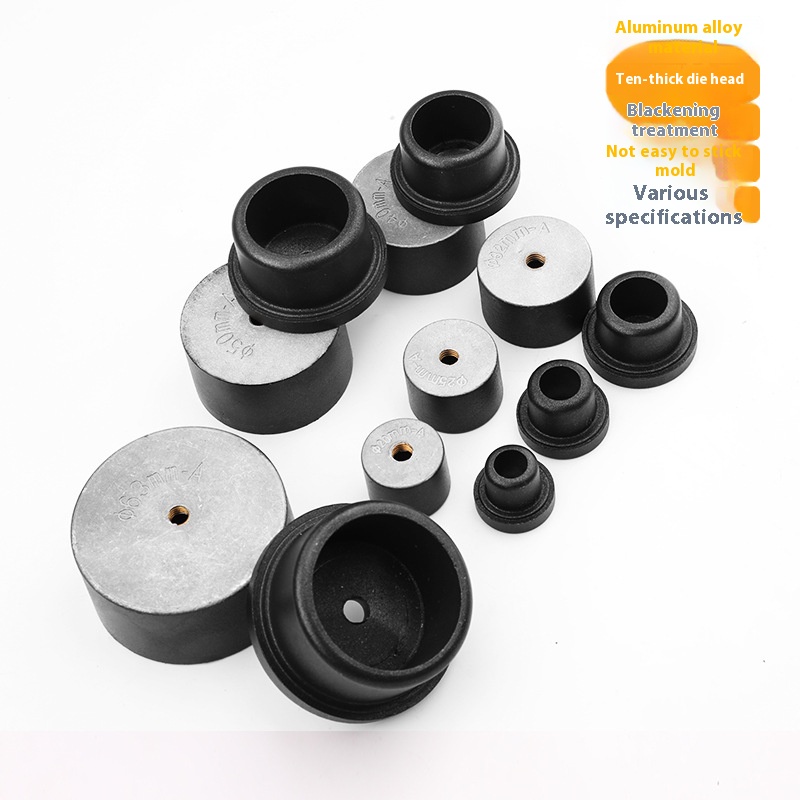 Aluminum alloy
material
Ten-thick die head
Blackening
treatment
Not easy to stick
mold
Various
specifications
Φ50mm-A
Φ40mm-A
Φ32mm-A
Φ25mm-A
Φ20mm-A
Φ63mm-A